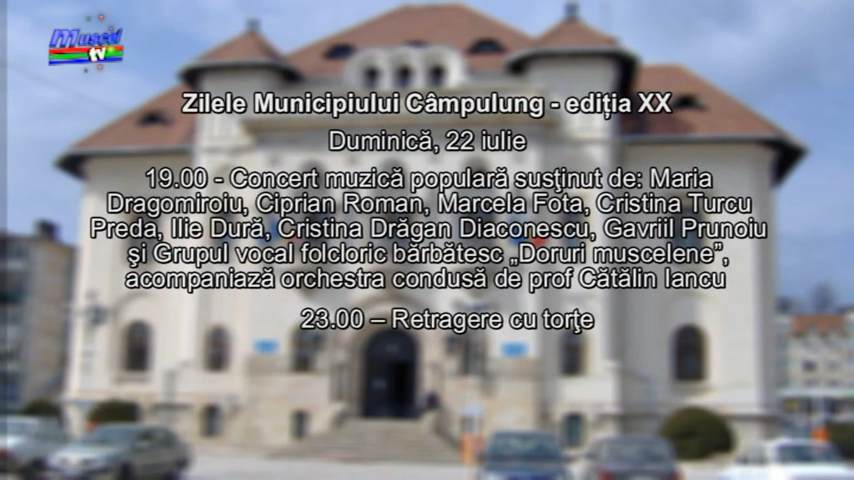 Muscel
tv
Zilele Municipiului Câmpulung - ediția XX
Duminică, 22 iulie
19.00 - Concert muzică populară susţinut de: Maria
Dragomiroiu, Ciprian Roman, Marcela Fota, Cristina Turcu
Preda, Ilie Dură, Cristina Drăgan Diaconescu, Gavriil Prunoiu
şi Grupul vocal folcloric bărbătesc „Doruri muscelene”,
acompaniază orchestra condusă de prof Cătălin Iancu
23.00 – Retragere cu torţe